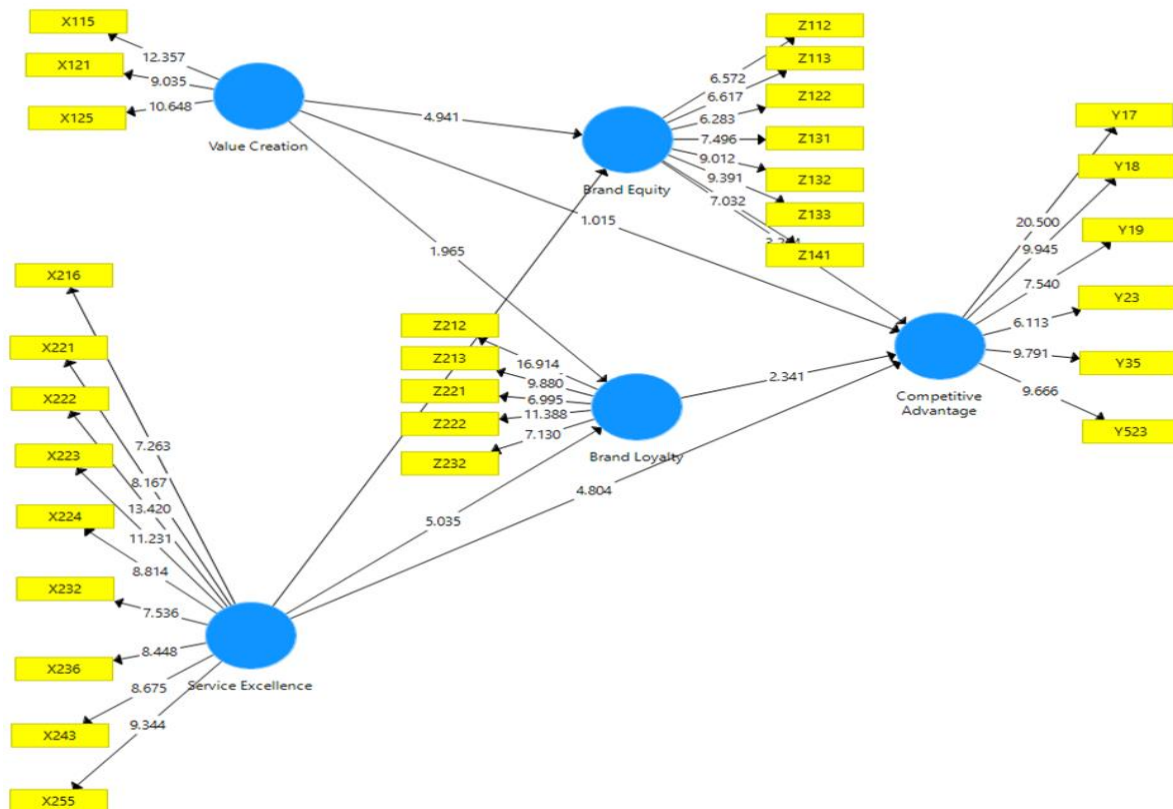 X115
X121
X125
12.357
9.035
10.648
Value Creation
4.941
1.015
1.965
Brand Equity
Z112
Z113
Z122
Z131
Z132
Z133
Z141
6.572
6.617
6.283
7.496
9.012
9.391
7.032
Y17
Y18
Y19
Y23
Y35
Y523
20.500
9.945
7.540
6.113
9.791
9.666
Competitive
Advantage
Z212
Z213
Z221
Z222
Z232
16.914
9.880
6.995
11.388
7.130
Brand Loyalty
2.341
4.804
5.035
X216
X221
X222
X223
X224
X232
X236
X243
X255
7.263
8.167
13.420
11.231
8.814
7.536
8.448
8.675
9.344
Service Excellence